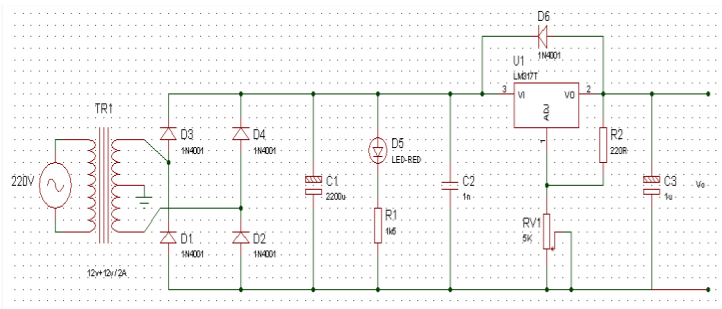 D6
1N4001
U1
LM317T
3 VI VO 2
ADJ
1
TR1
220V
12v+12v/2A
D3
1N4001
D4
1N4001
D1
1N4001
D2
1N4001
C1
2200u
D5
LED-RED
R1
1k5
C2
1n
R2
220R
RV1
5K
C3
1u
Vo